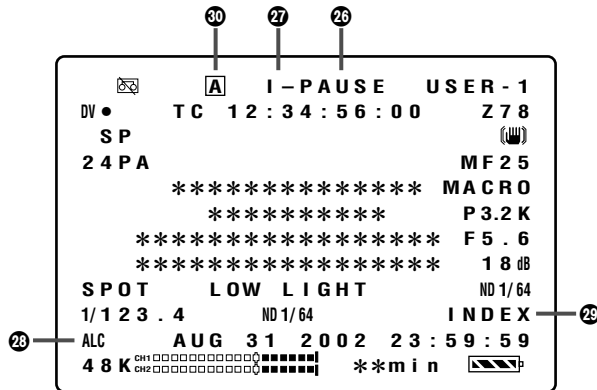 30 27 26
A I–PAUSE USER-1
DV ● TC 12:34:56:00 Z78
SP
24PA MF25
************** MACRO
********** P3.2K
***************** F5.6
***************** 18dB
SPOT LOW LIGHT ND1/64
1/123.4 ND1/64 INDEX 29
28 ALC AUG 31 2002 23:59:59
48K CH1 **min
CH2